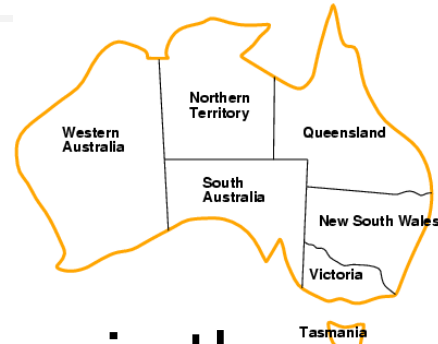 Northern
Territory
Western
Australia
Queensland
South
Australia
New South Wales
Victoria
Tasmania